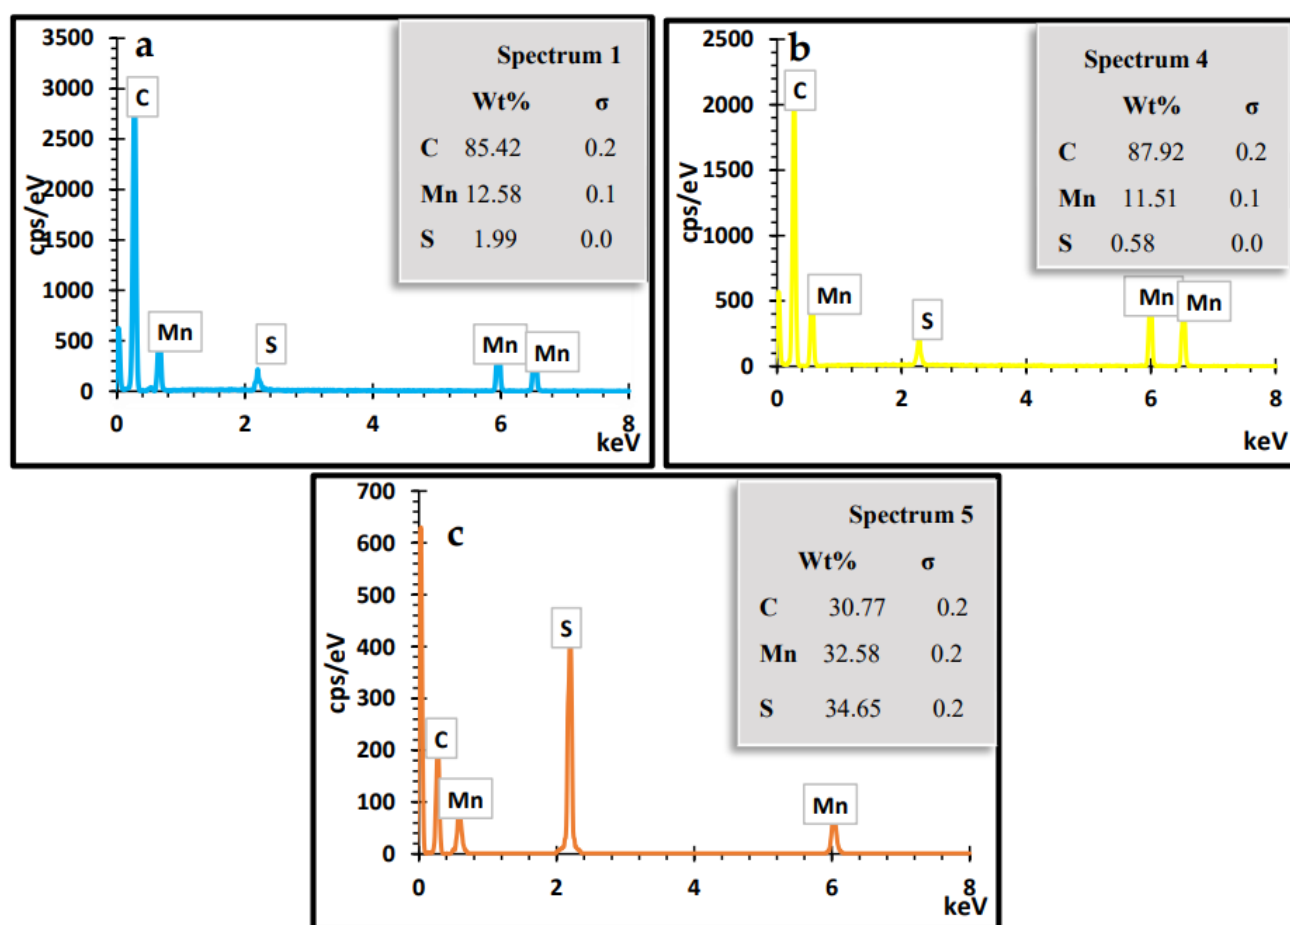 a
3500
3000
2500
2000
1500
1000
500
0
cps/eV
C
Mn
S
Mn
Mn
0 2 4 6 8
keV
Spectrum 1
Wt% σ
C 85.42 0.2
Mn 12.58 0.1
S 1.99 0.0
b
2500
2000
1500
1000
500
0
cps/eV
C
Mn
S
Mn
Mn
0 2 4 6 8
keV
Spectrum 4
Wt% σ
C 87.92 0.2
Mn 11.51 0.1
S 0.58 0.0
c
700
600
500
400
300
200
100
0
cps/eV
S
C
Mn
Mn
0 2 4 6 8
keV
Spectrum 5
Wt% σ
C 30.77 0.2
Mn 32.58 0.2
S 34.65 0.2